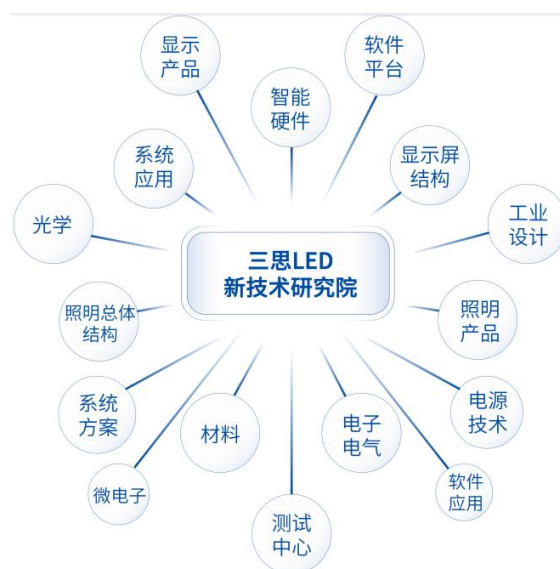 显示
产品
软件
平台
智能
硬件
系统
应用
显示屏
结构
光学
工业
设计
三思LED
新技术研究院
照明总体
结构
照明
产品
系统
方案
材料
电子
电气
电源
技术
微电子
软件
应用
测试
中心